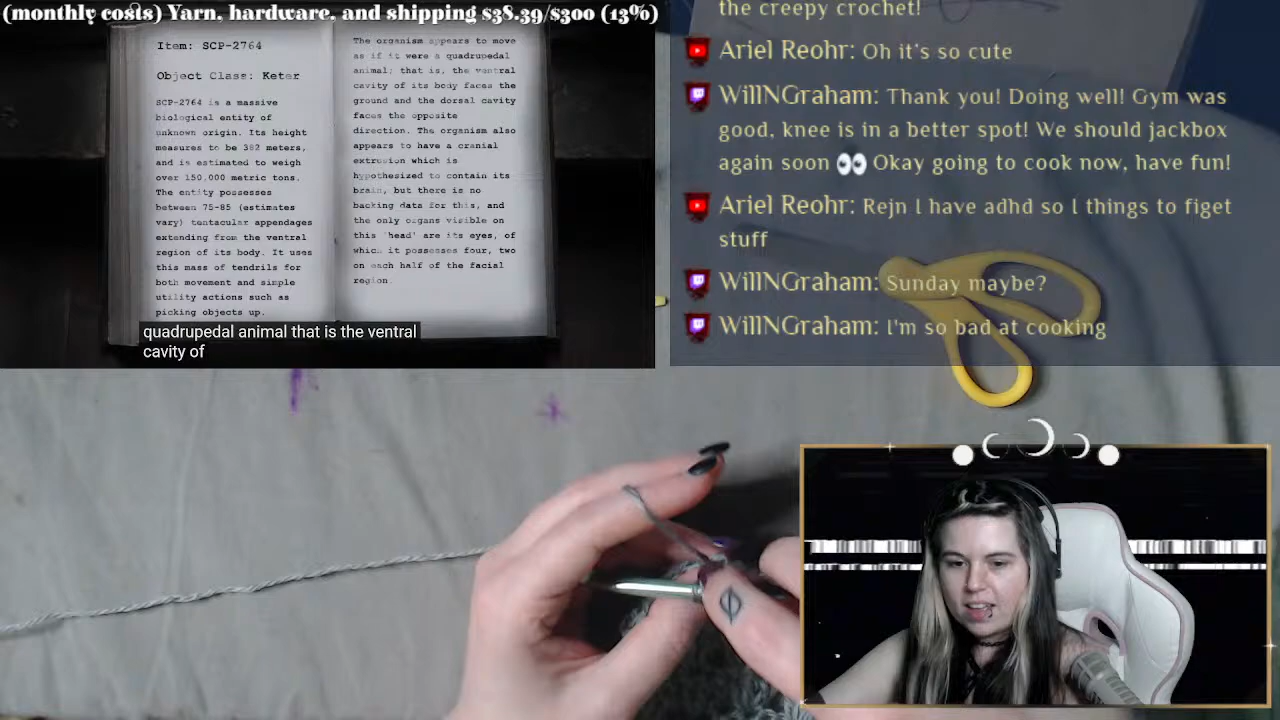 (monthly costs) Yarn, hardware, and shipping $38.39/$300 (13%)
Item: SCP-2764
Object Class: Keter
SCP-2764 is a massive
biological entity of
unknown origin. Its height
measures to be 382 meters,
and is estimated to weigh
over 150,000 metric tons.
The entity possesses
between 75-85 (estimates
vary) tentacular appendages
extending from the ventral
region of its body. It uses
this mass of tendrils for
both movement and simple
utility actions such as
picking objects up.
The organism appears to move
as if it were a quadrupedal
animal; that is, the ventral
cavity of its body faces the
ground and the dorsal cavity
faces the opposite
direction. The organism also
appears to have a cranial
extrusion which is
hypothesized to contain its
brain, but there is no
backing data for this, and
the only organs visible on
this 'head' are its eyes, of
which it possesses four, two
on each half of the facial
region.
quadrupedal animal that is the ventral
cavity of
the creepy crochet!
Ariel Reohr: Oh it's so cute
WillNGraham: Thank you! Doing well! Gym was
good, knee is in a better spot! We should jackbox
again soon 👀 Okay going to cook now, have fun!
Ariel Reohr: Rejn I have adhd so I things to figet
stuff
WillNGraham: Sunday maybe?
WillNGraham: I'm so bad at cooking